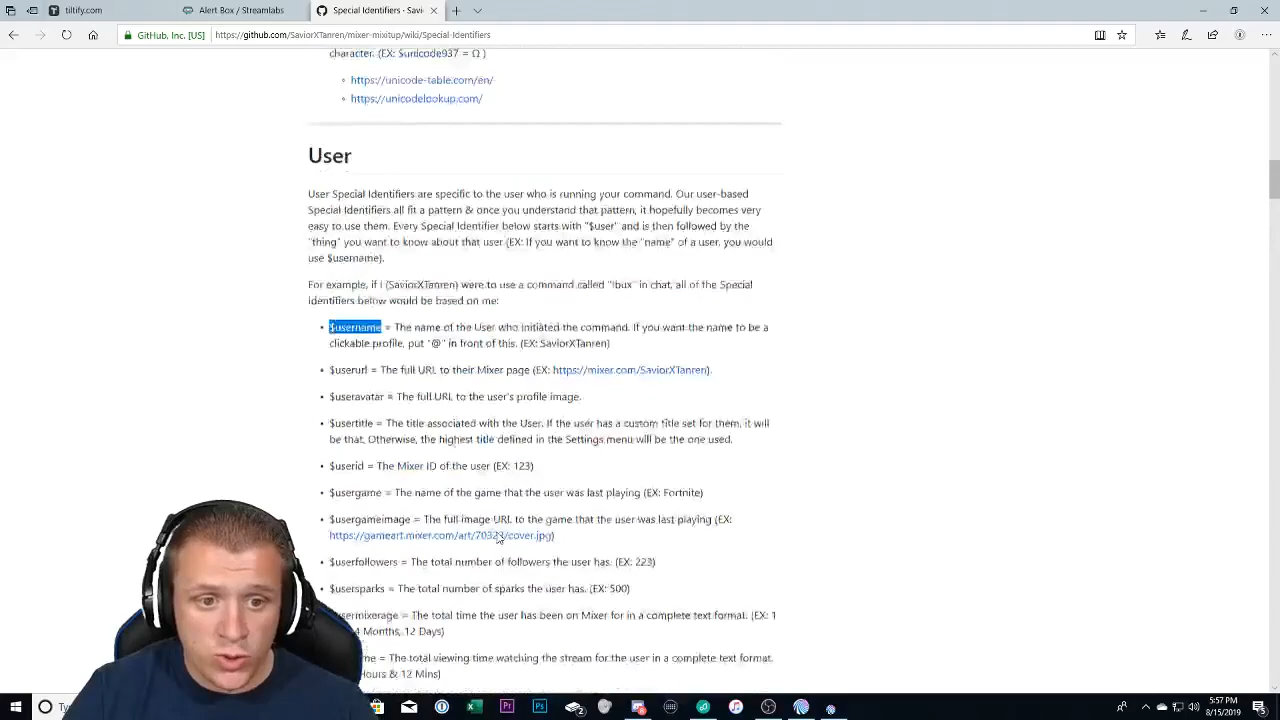 tiltify.com
Alert Box / Streamlabs
Special Identifiers · Savi
GitHub, Inc. [US]
https://github.com/SaviorXTanren/mixer-mixitup/wiki/Special-Identifiers
character. (EX: $unicode937 = Ω )
https://unicode-table.com/en/
https://unicodelookup.com/
User
User Special Identifiers are specific to the user who is running your command. Our user-based
Special Identifiers all fit a pattern & once you understand that pattern, it hopefully becomes very
easy to use them. Every Special Identifier below starts with "$user" and is then followed by the
"thing" you want to know about that user (EX: If you want to know the "name" of a user, you would
use $username).
For example, if I (SaviorXTanren) were to use a command called "!bux" in chat, all of the Special
Identifiers below would be based on me:
• $username = The name of the User who initiated the command. If you want the name to be a
clickable profile, put "@" in front of this. (EX: SaviorXTanren)
• $userurl = The full URL to their Mixer page (EX: https://mixer.com/SaviorXTanren).
• $useravatar = The full URL to the user's profile image.
• $usertitle = The title associated with the User. If the user has a custom title set for them, it will
be that, Otherwise, the highest title defined in the Settings menu will be the one used.
• $userid = The Mixer ID of the user (EX: 123)
• $usergame = The name of the game that the user was last playing (EX: Fortnite)
• $usergameimage = The full image URL to the game that the user was last playing (EX:
https://gameart.mixer.com/art/70323/cover.jpg)
• $userfollowers = The total number of followers the user has. (EX: 223)
• $usersparks = The total number of sparks the user has. (EX: 500)
usermixerage = The total time the user has been on Mixer for in a complete text format. (EX: 1
4 Months, 12 Days)
me = The total viewing time watching the stream for the user in a complete text format.
Hours & 12 Mins)
Ty
5:57 PM
8/15/2019